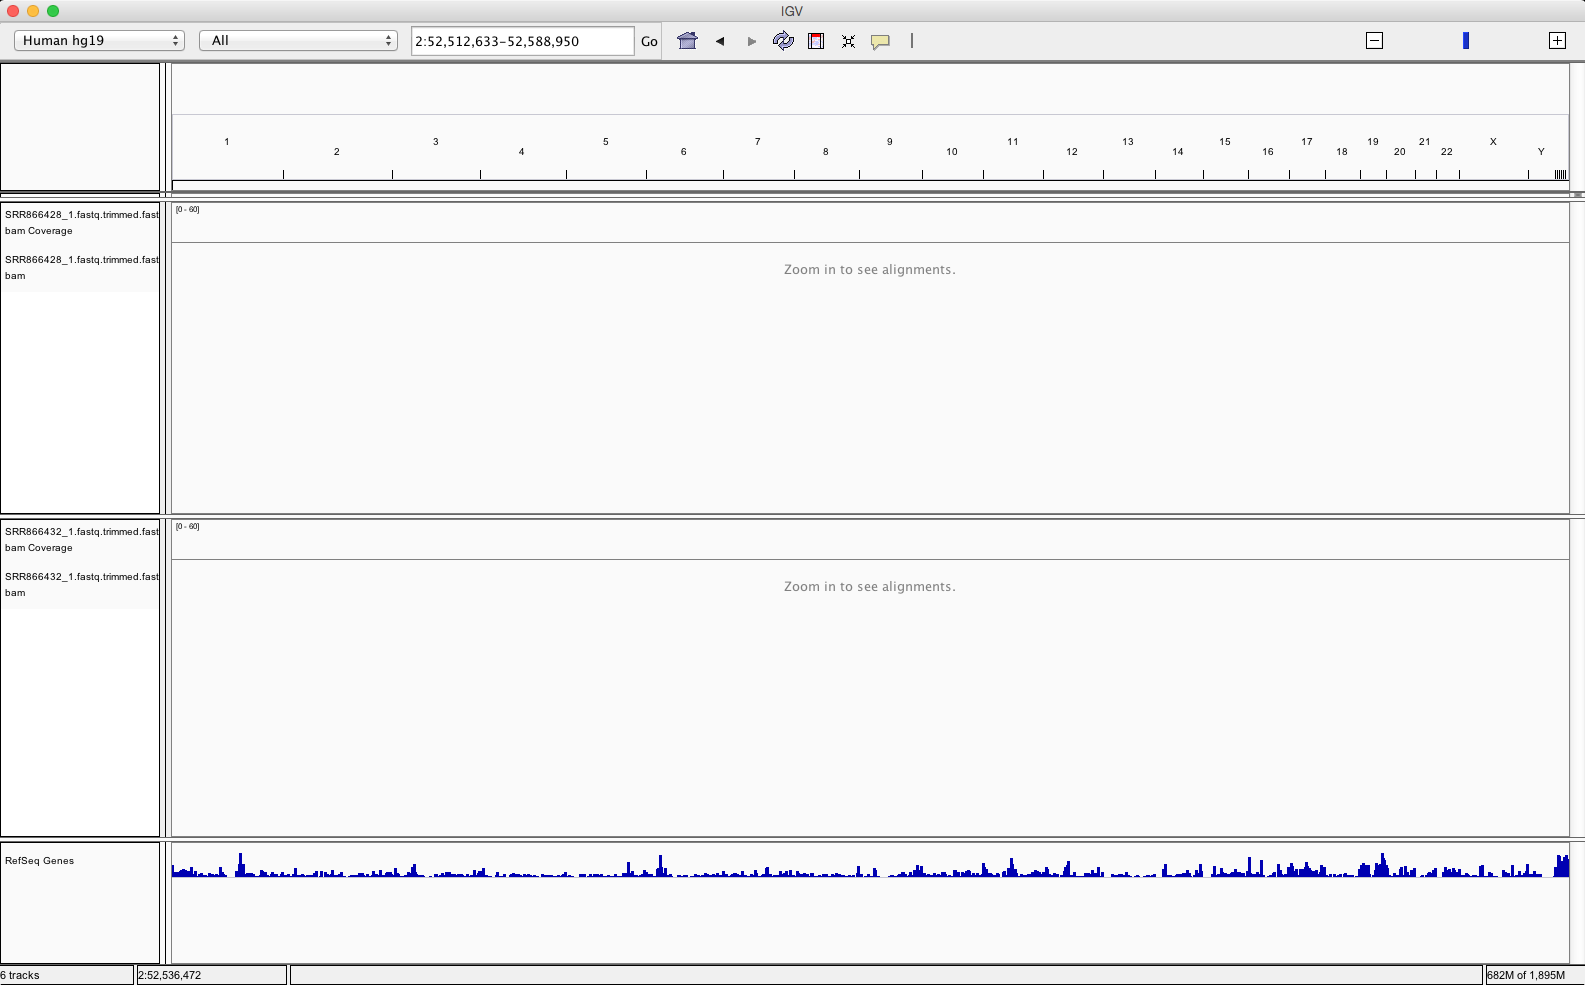 IGV
Human hg19
All
2:52,512,633-52,588,950
Go
1 2 3 4 5 6 7 8 9 10 11 12 13 14 15 16 17 18 19 20 21 22 X Y
SRR866428_1.fastq.trimmed.fast
bam Coverage
[0 - 60]
SRR866428_1.fastq.trimmed.fast
bam
Zoom in to see alignments.
SRR866432_1.fastq.trimmed.fast
bam Coverage
[0 - 60]
SRR866432_1.fastq.trimmed.fast
bam
Zoom in to see alignments.
RefSeq Genes
6 tracks
2:52,536,472
682M of 1,895M